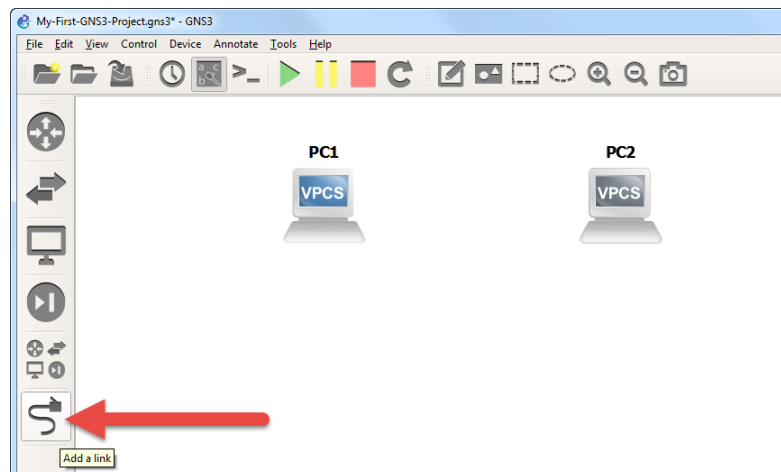 My-First-GNS3-Project.gns3* - GNS3
File Edit View Control Device Annotate Tools Help
PC1 PC2
VPCS VPCS
Add a link